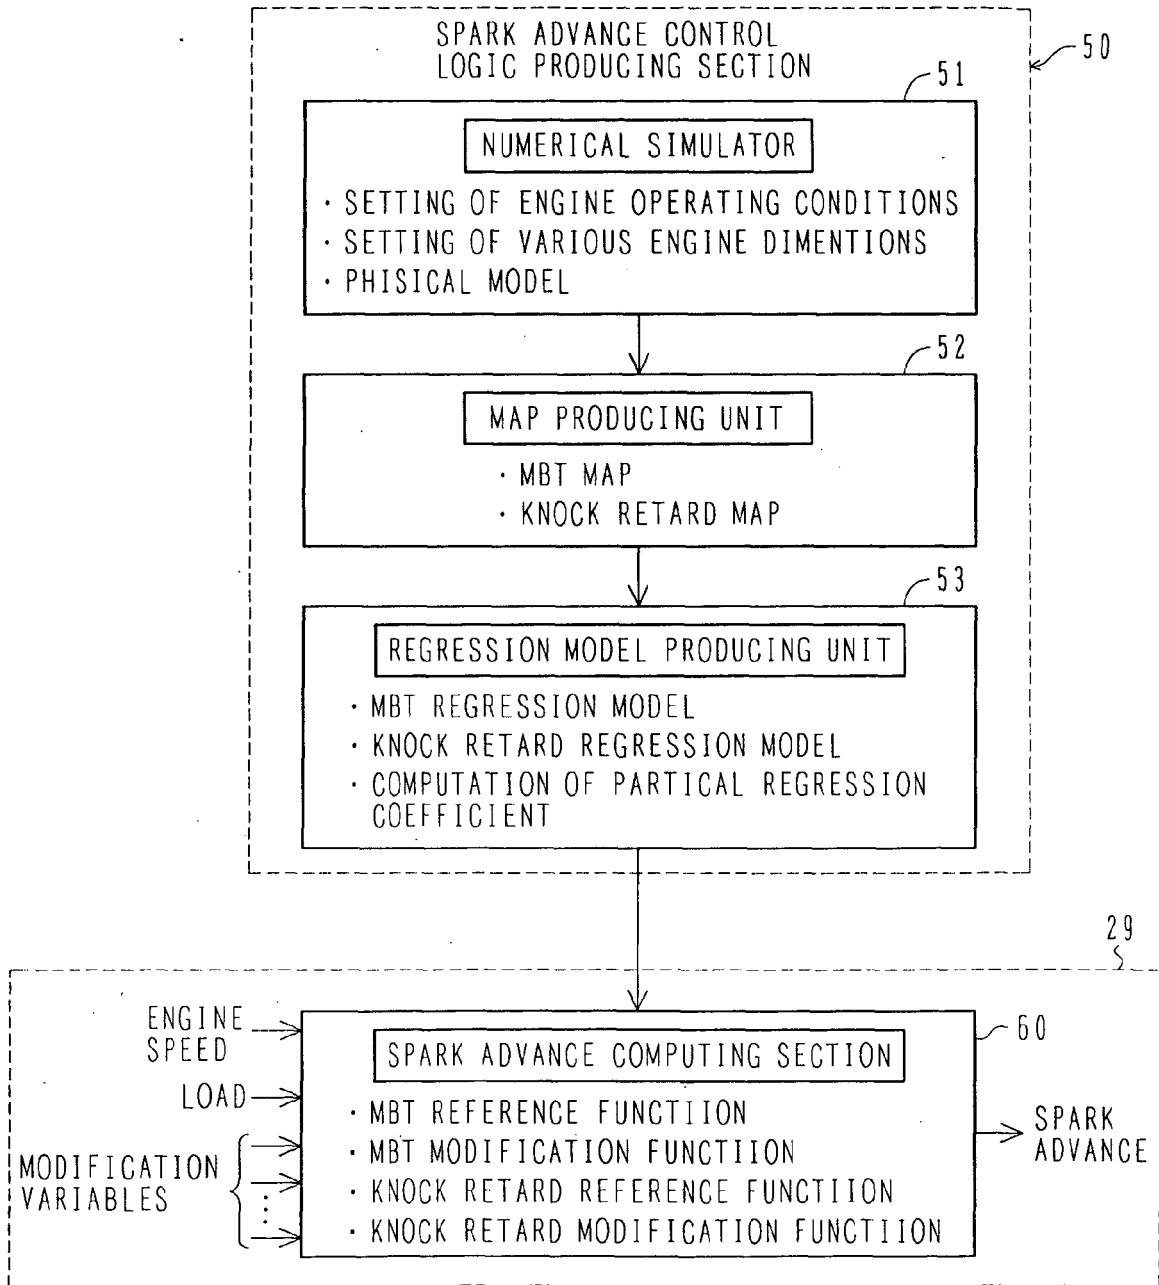 SPARK ADVANCE CONTROL
LOGIC PRODUCING SECTION
50
51
NUMERICAL SIMULATOR
· SETTING OF ENGINE OPERATING CONDITIONS
· SETTING OF VARIOUS ENGINE DIMENTIONS
· PHISICAL MODEL
52
MAP PRODUCING UNIT
· MBT MAP
· KNOCK RETARD MAP
53
REGRESSION MODEL PRODUCING UNIT
· MBT REGRESSION MODEL
· KNOCK RETARD REGRESSION MODEL
· COMPUTATION OF PARTICAL REGRESSION
COEFFICIENT
29
ENGINE
SPEED
LOAD
MODIFICATION
VARIABLES
60
SPARK ADVANCE COMPUTING SECTION
· MBT REFERENCE FUNCTIION
· MBT MODIFICATION FUNCTIION
· KNOCK RETARD REFERENCE FUNCTIION
· KNOCK RETARD MODIFICATION FUNCTIION
SPARK
ADVANCE